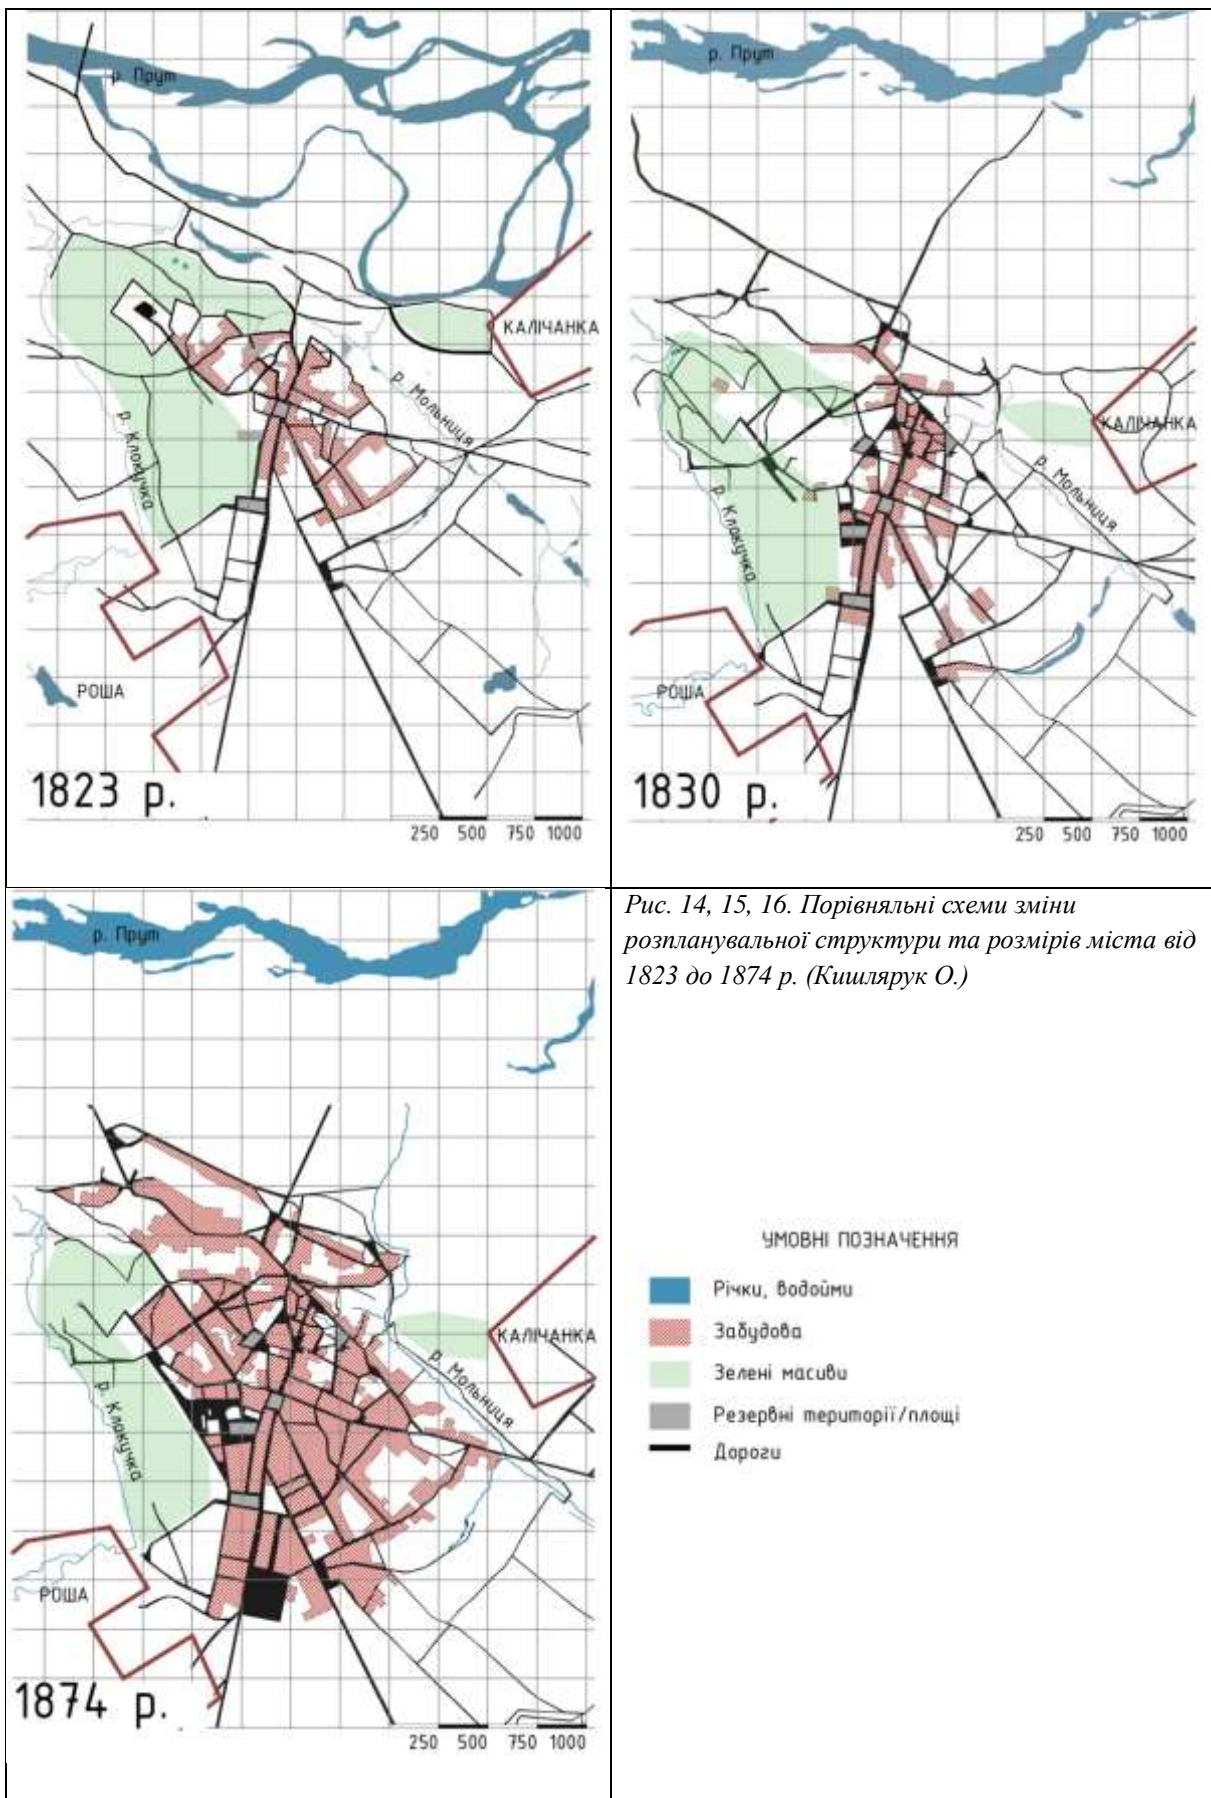 р. Прут
КАЛІЧАНКА
р. Мольниця
р. Клокучка
РОША
1823 р.
250 500 750 1000
р. Прут
КАЛІЧАНКА
р. Мольниця
р. Клокучка
РОША
1830 р.
250 500 750 1000
р. Прут
КАЛІЧАНКА
р. Мольниця
р. Клокучка
РОША
1874 р.
250 500 750 1000
Рис. 14, 15, 16. Порівняльні схеми зміни
розпланувальної структури та розмірів міста від
1823 до 1874 р. (Кишлярук О.)
УМОВНІ ПОЗНАЧЕННЯ
Річки, водойми
Забудова
Зелені масиви
Резервні території/площі
Дороги